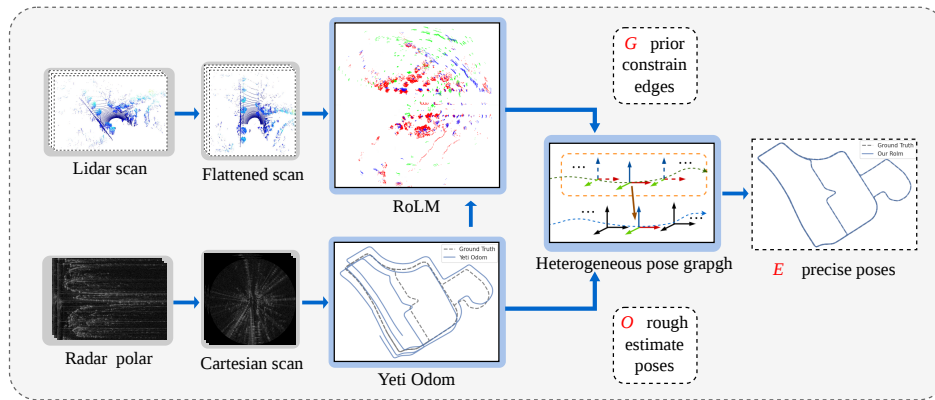 G prior
constrain
edges
Lidar scan
Flattened scan
RoLM
Ground Truth
Our Rolm
Heterogeneous pose grapgh
E precise poses
Ground Truth
Yeti Odom
Radar polar
Cartesian scan
Yeti Odom
O rough
estimate
poses